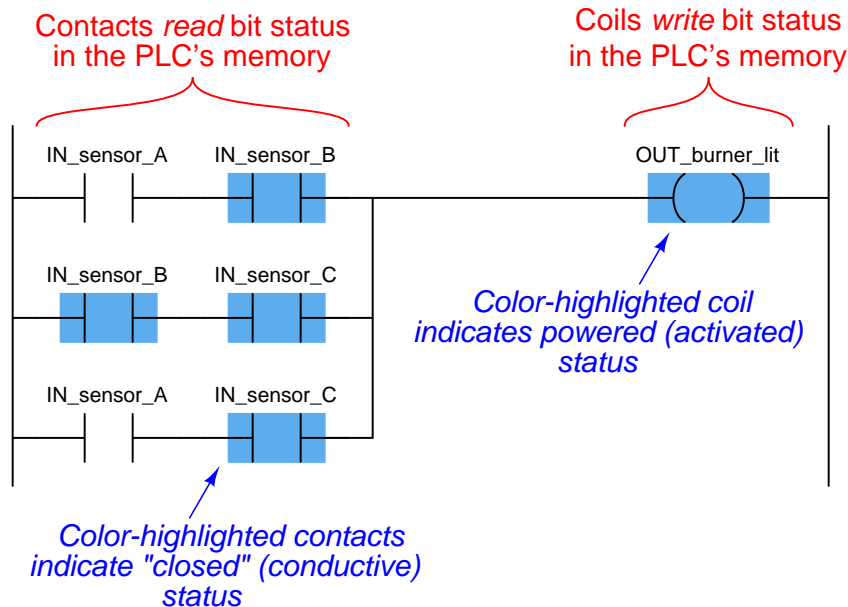 Contacts read bit status
in the PLC's memory
Coils write bit status
in the PLC's memory
IN_sensor_A
IN_sensor_B
OUT_burner_lit
IN_sensor_B
IN_sensor_C
Color-highlighted coil
indicates powered (activated)
status
IN_sensor_A
IN_sensor_C
Color-highlighted contacts
indicate "closed" (conductive)
status